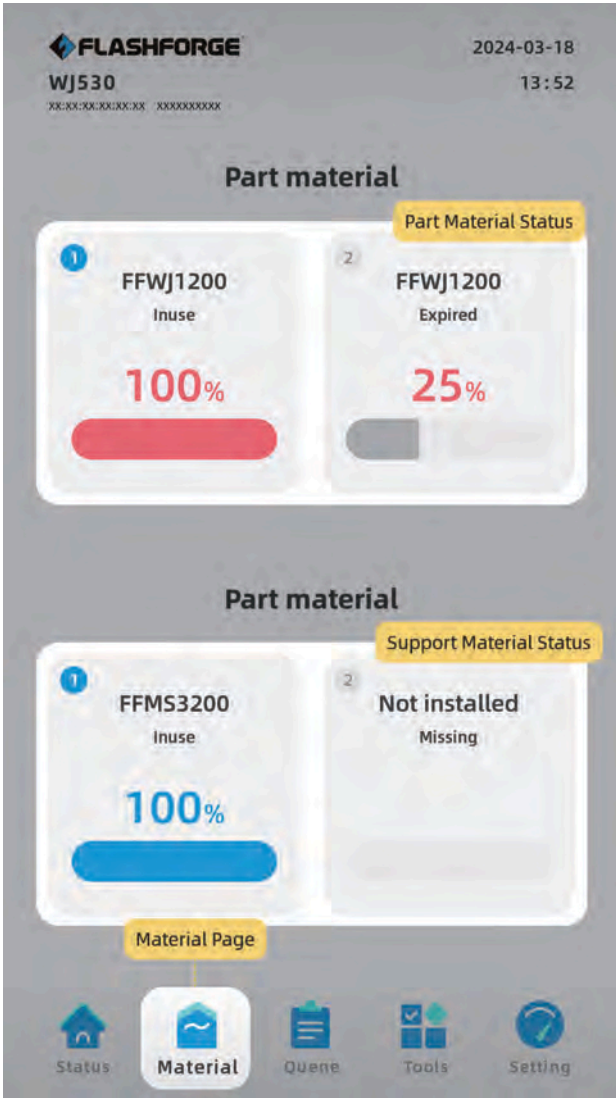 FLASHFORGE 2024-03-18
WJ530 13:52
xx:xx:xx:xx:xx:xx xxxxxxxxxx
Part material
Part Material Status
1 2
FFWJ1200 FFWJ1200
Inuse Expired
100% 25%
Part material
Support Material Status
1 2
FFMS3200 Not installed
Inuse Missing
100%
Material Page
Status Material Quene Tools Setting